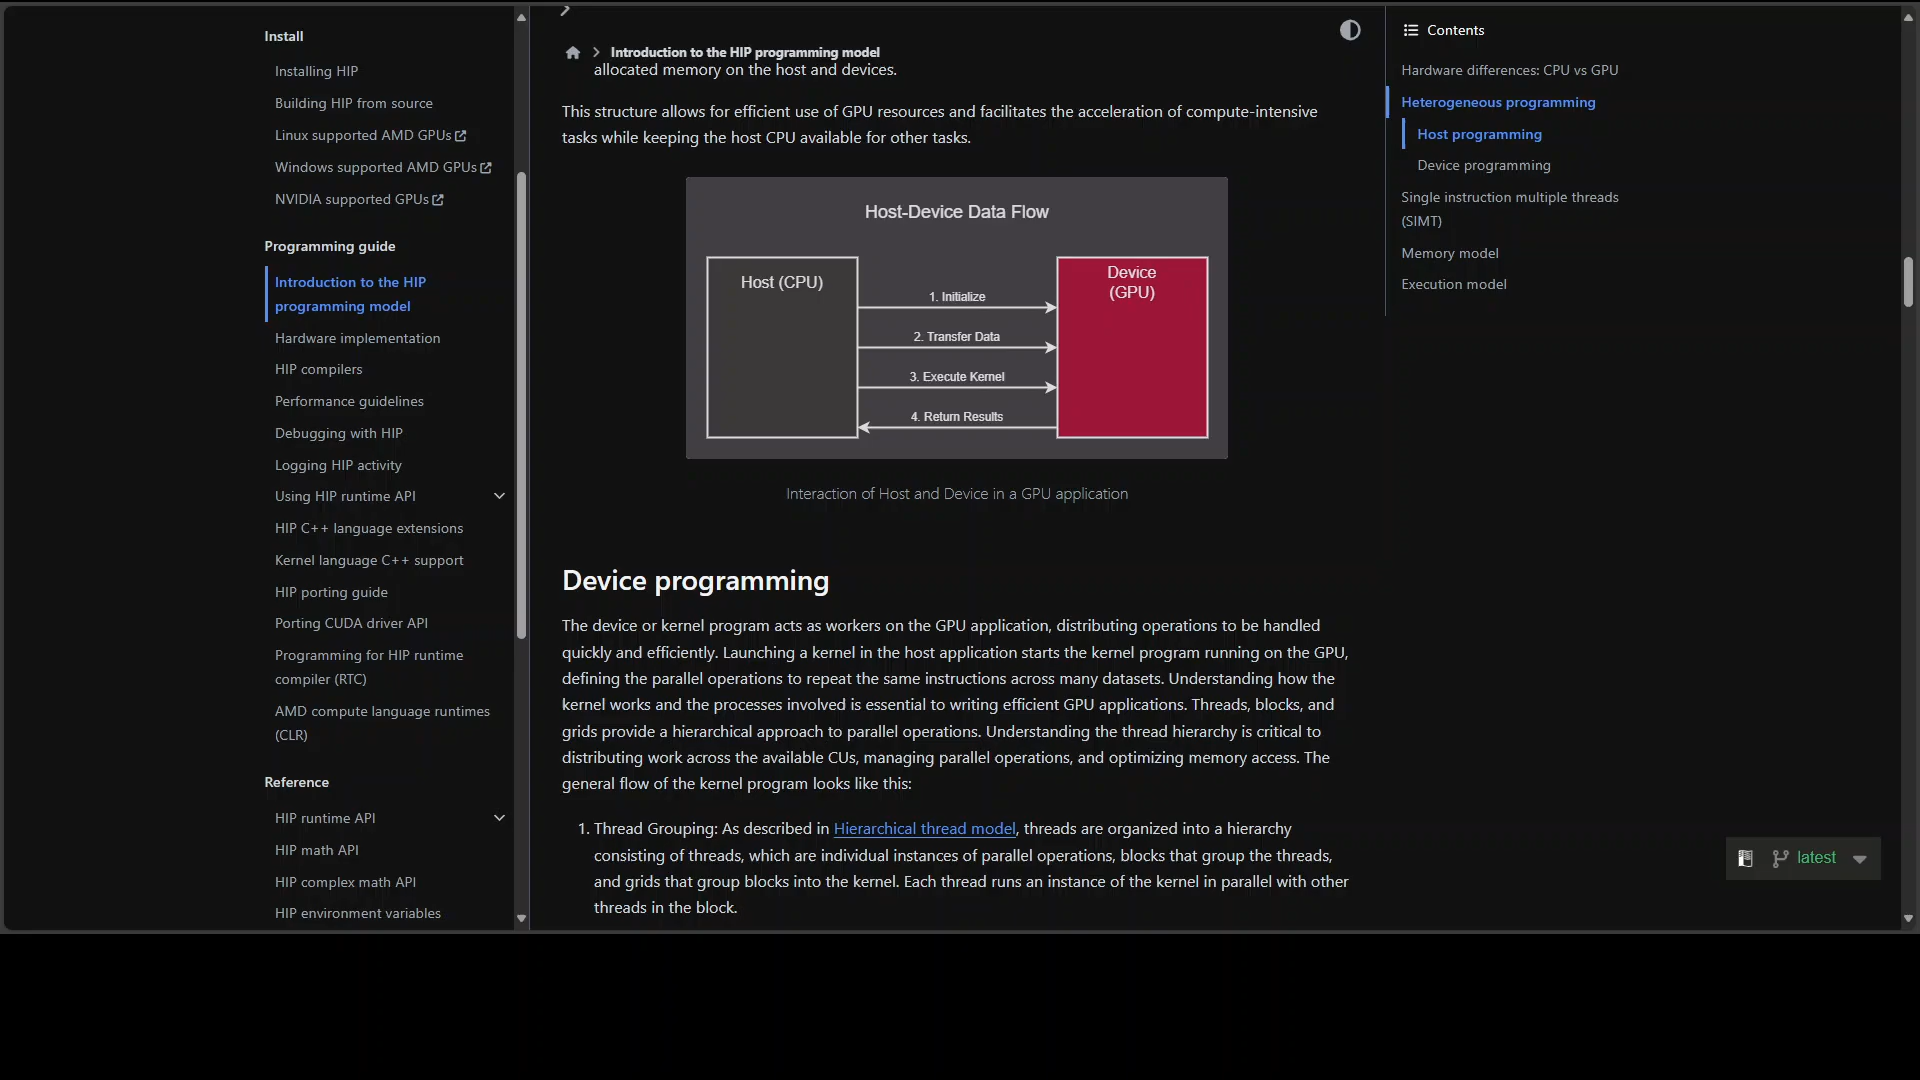 Install
Installing HIP
Building HIP from source
Linux supported AMD GPUs
Windows supported AMD GPUs
NVIDIA supported GPUs
Programming guide
Introduction to the HIP
programming model
Hardware implementation
HIP compilers
Performance guidelines
Debugging with HIP
Logging HIP activity
Using HIP runtime API
HIP C++ language extensions
Kernel language C++ support
HIP porting guide
Porting CUDA driver API
Programming for HIP runtime
compiler (RTC)
AMD compute language runtimes
(CLR)
Reference
HIP runtime API
HIP math API
HIP complex math API
HIP environment variables
Introduction to the HIP programming model
allocated memory on the host and devices.
This structure allows for efficient use of GPU resources and facilitates the acceleration of compute-intensive
tasks while keeping the host CPU available for other tasks.
Host-Device Data Flow
Host (CPU)
Device
(GPU)
1. Initialize
2. Transfer Data
3. Execute Kernel
4. Return Results
Interaction of Host and Device in a GPU application
Device programming
The device or kernel program acts as workers on the GPU application, distributing operations to be handled
quickly and efficiently. Launching a kernel in the host application starts the kernel program running on the GPU,
defining the parallel operations to repeat the same instructions across many datasets. Understanding how the
kernel works and the processes involved is essential to writing efficient GPU applications. Threads, blocks, and
grids provide a hierarchical approach to parallel operations. Understanding the thread hierarchy is critical to
distributing work across the available CUs, managing parallel operations, and optimizing memory access. The
general flow of the kernel program looks like this:
1. Thread Grouping: As described in Hierarchical thread model, threads are organized into a hierarchy
consisting of threads, which are individual instances of parallel operations, blocks that group the threads,
and grids that group blocks into the kernel. Each thread runs an instance of the kernel in parallel with other
threads in the block.
Contents
Hardware differences: CPU vs GPU
Heterogeneous programming
Host programming
Device programming
Single instruction multiple threads
(SIMT)
Memory model
Execution model
latest